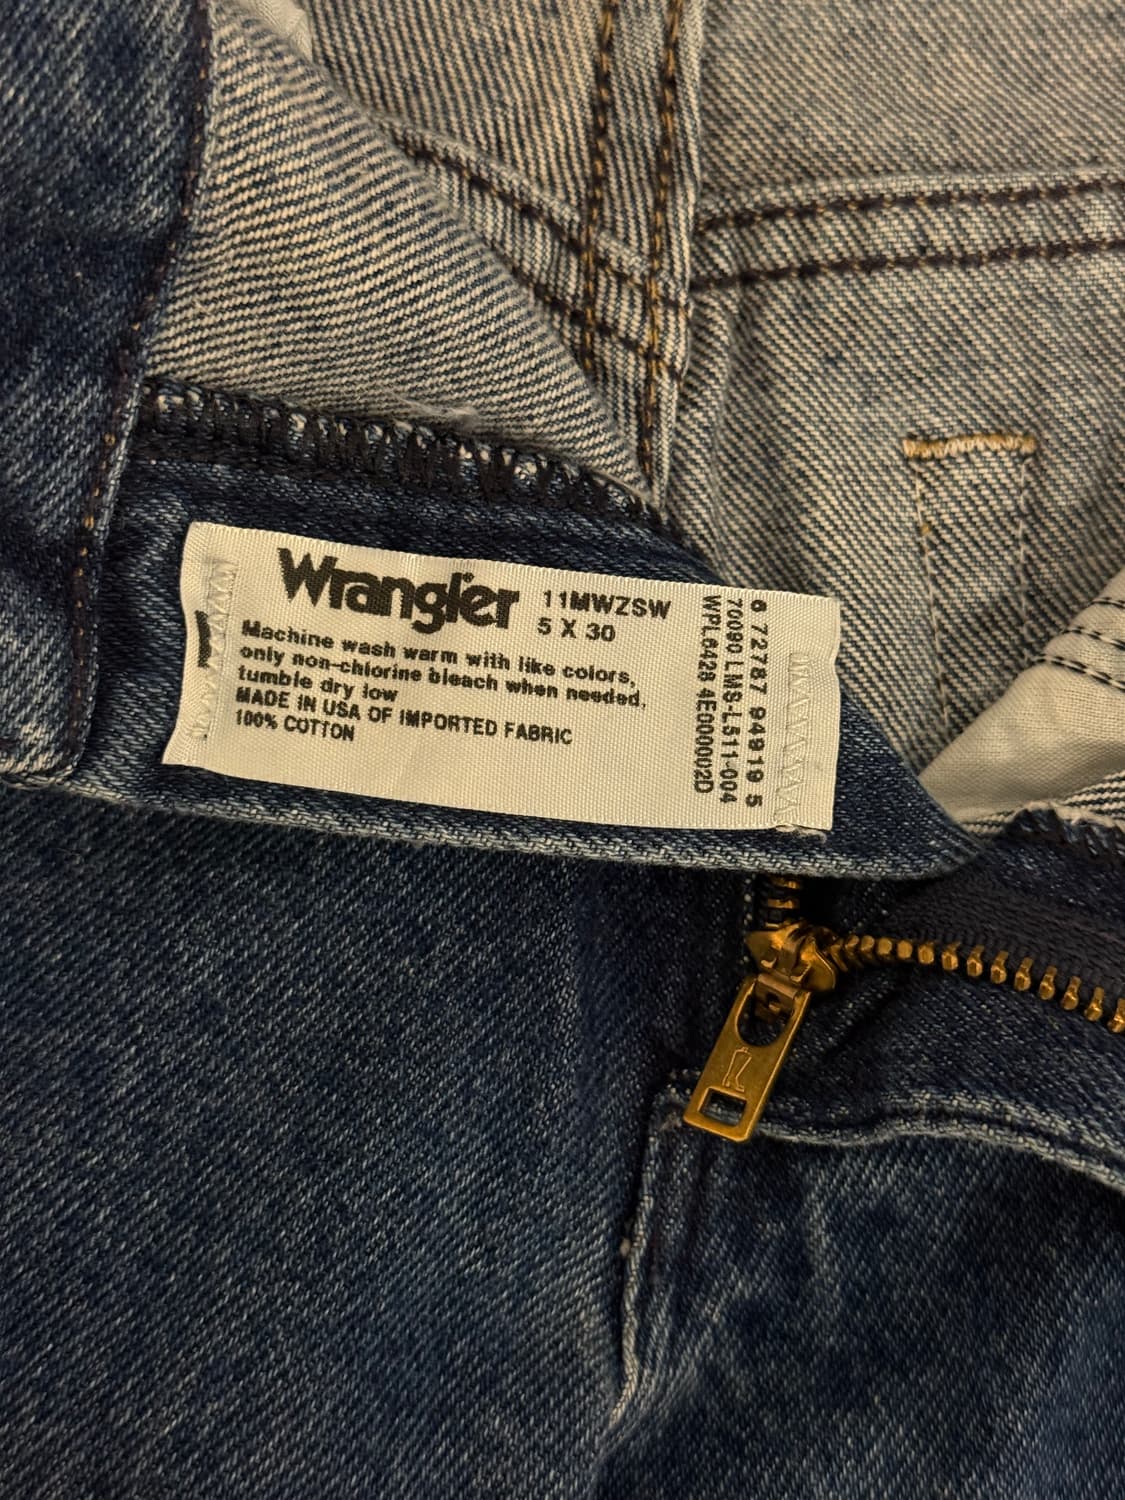 Wrangler
11MWZSW
5 X 30
Machine wash warm with like colors,
only non-chlorine bleach when needed,
tumble dry low
MADE IN USA OF IMPORTED FABRIC
100% COTTON
6 72787 94919 5
70090 LMS-L511-004
WPL6428 4E000002D